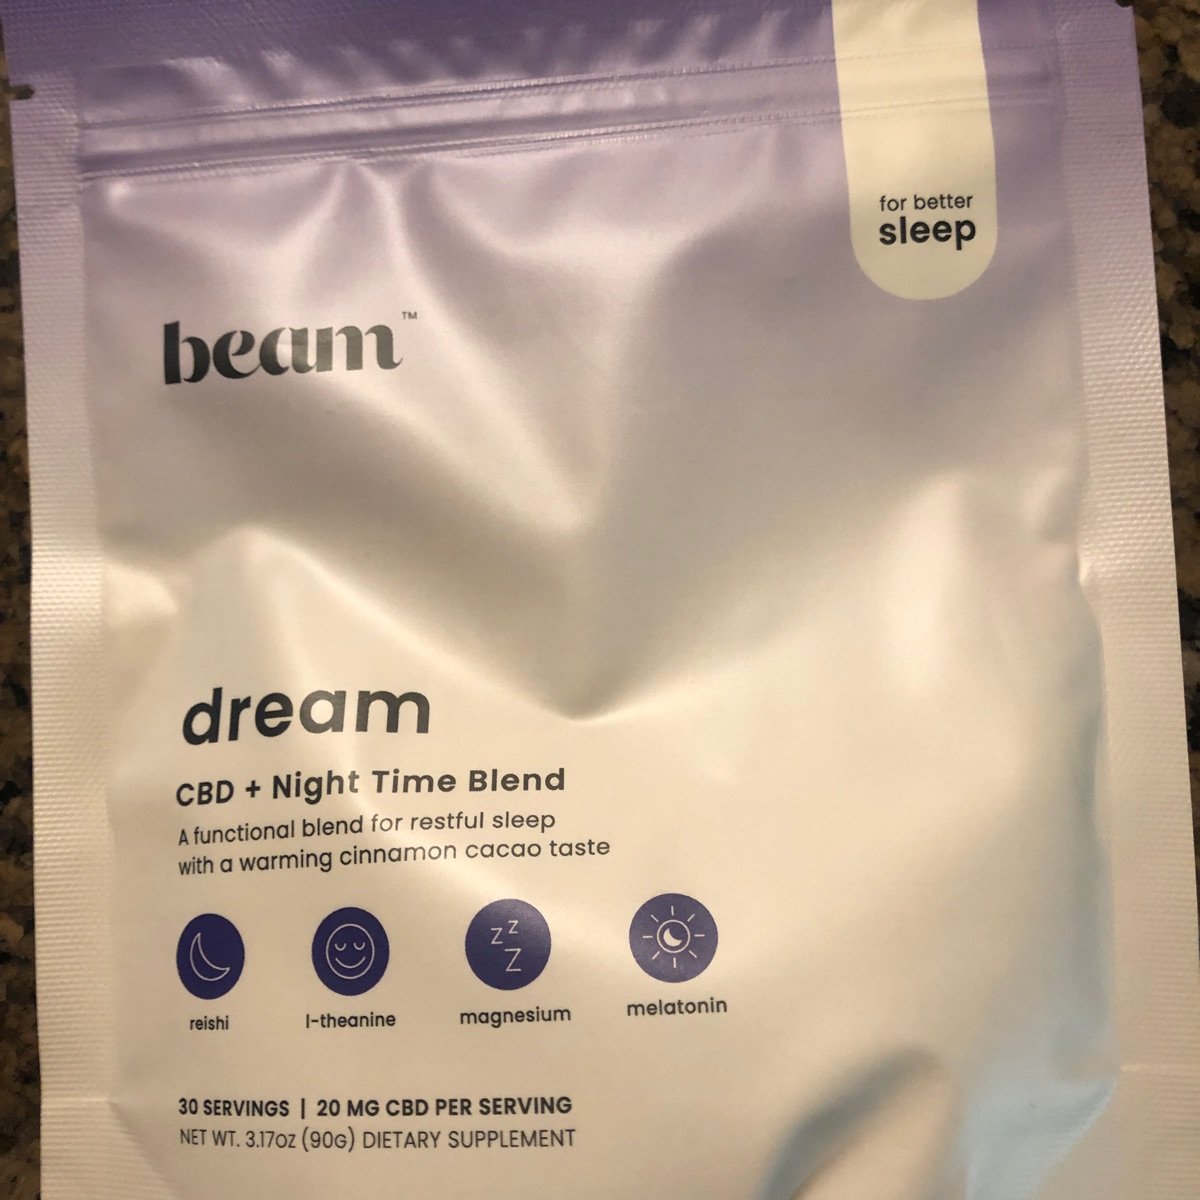 for better
sleep
beam™
dream
CBD + Night Time Blend
A functional blend for restful sleep
with a warming cinnamon cacao taste
z z
z
reishi
l-theanine
magnesium
melatonin
30 SERVINGS | 20 MG CBD PER SERVING
NET WT. 3.17OZ (90G) DIETARY SUPPLEMENT